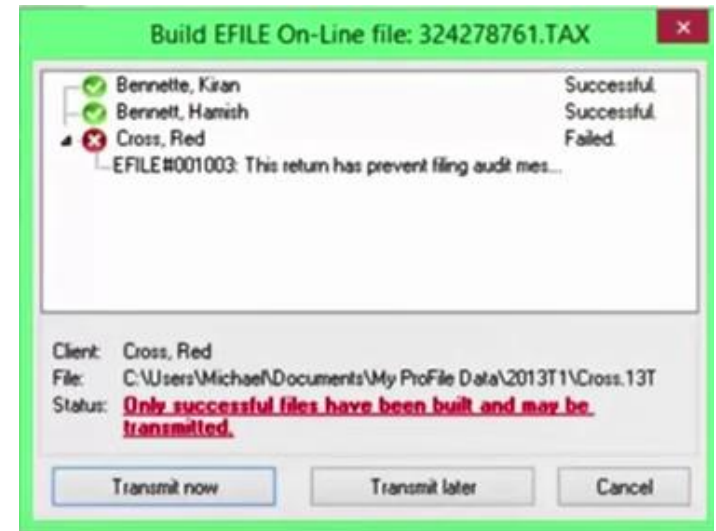 Build EFILE On-Line file: 324278761.TAX
Bennette, Kiran Successful.
Bennett, Hamish Successful.
Cross, Red Failed.
EFILE#001003: This return has prevent filing audit mes...
Client: Cross, Red
File: C:\Users\Michael\Documents\My ProFile Data\2013T1\Cross.13T
Status: Only successful files have been built and may be
transmitted.
Transmit now Transmit later Cancel